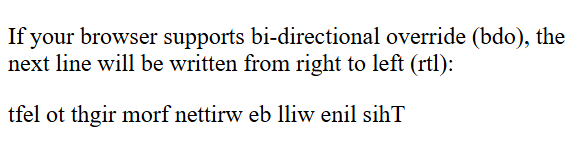 If your browser supports bi-directional override (bdo), the
next line will be written from right to left (rtl):
tfel ot thgir morf nettirw eb lliw enil sihT